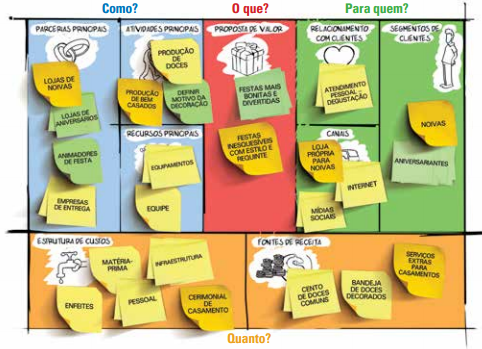 Como?
O que?
Para quem?
PARCERIAS PRINCIPAIS
LOJAS DE
NOIVAS
LOJAS DE
ANIVERSÁRIOS
ANIMADORES
DE FESTA
EMPRESAS
DE ENTREGA
ATIVIDADES PRINCIPAIS
PRODUÇÃO
DE
DOCES
PRODUÇÃO
DE BEM
CASADOS
DEFINIR
MOTIVO DA
DECORAÇÃO
RECURSOS PRINCIPAIS
EQUIPAMENTOS
EQUIPE
PROPOSTA DE VALOR
FESTAS MAIS
BONITAS E
DIVERTIDAS
FESTAS
INESQUECÍVEIS
COM ESTILO E
REQUINTE
RELACIONAMENTO
COM CLIENTES
ATENDIMENTO
PESSOAL -
DEGUSTAÇÃO
CANAIS
LOJA
PRÓPRIA
PARA
NOIVAS
INTERNET
MÍDIAS
SOCIAIS
SEGMENTOS DE
CLIENTES
NOIVAS
ANIVERSARIANTES
ESTRUTURA DE CUSTOS
MATÉRIA-
PRIMA
INFRAESTRUTURA
ENFEITES
PESSOAL
CERIMONIAL
DE
CASAMENTO
FONTES DE RECEITA
CENTO
DE DOCES
COMUNS
BANDEJA
DE DOCES
DECORADOS
SERVIÇOS
EXTRAS
PARA
CASAMENTOS
Quanto?